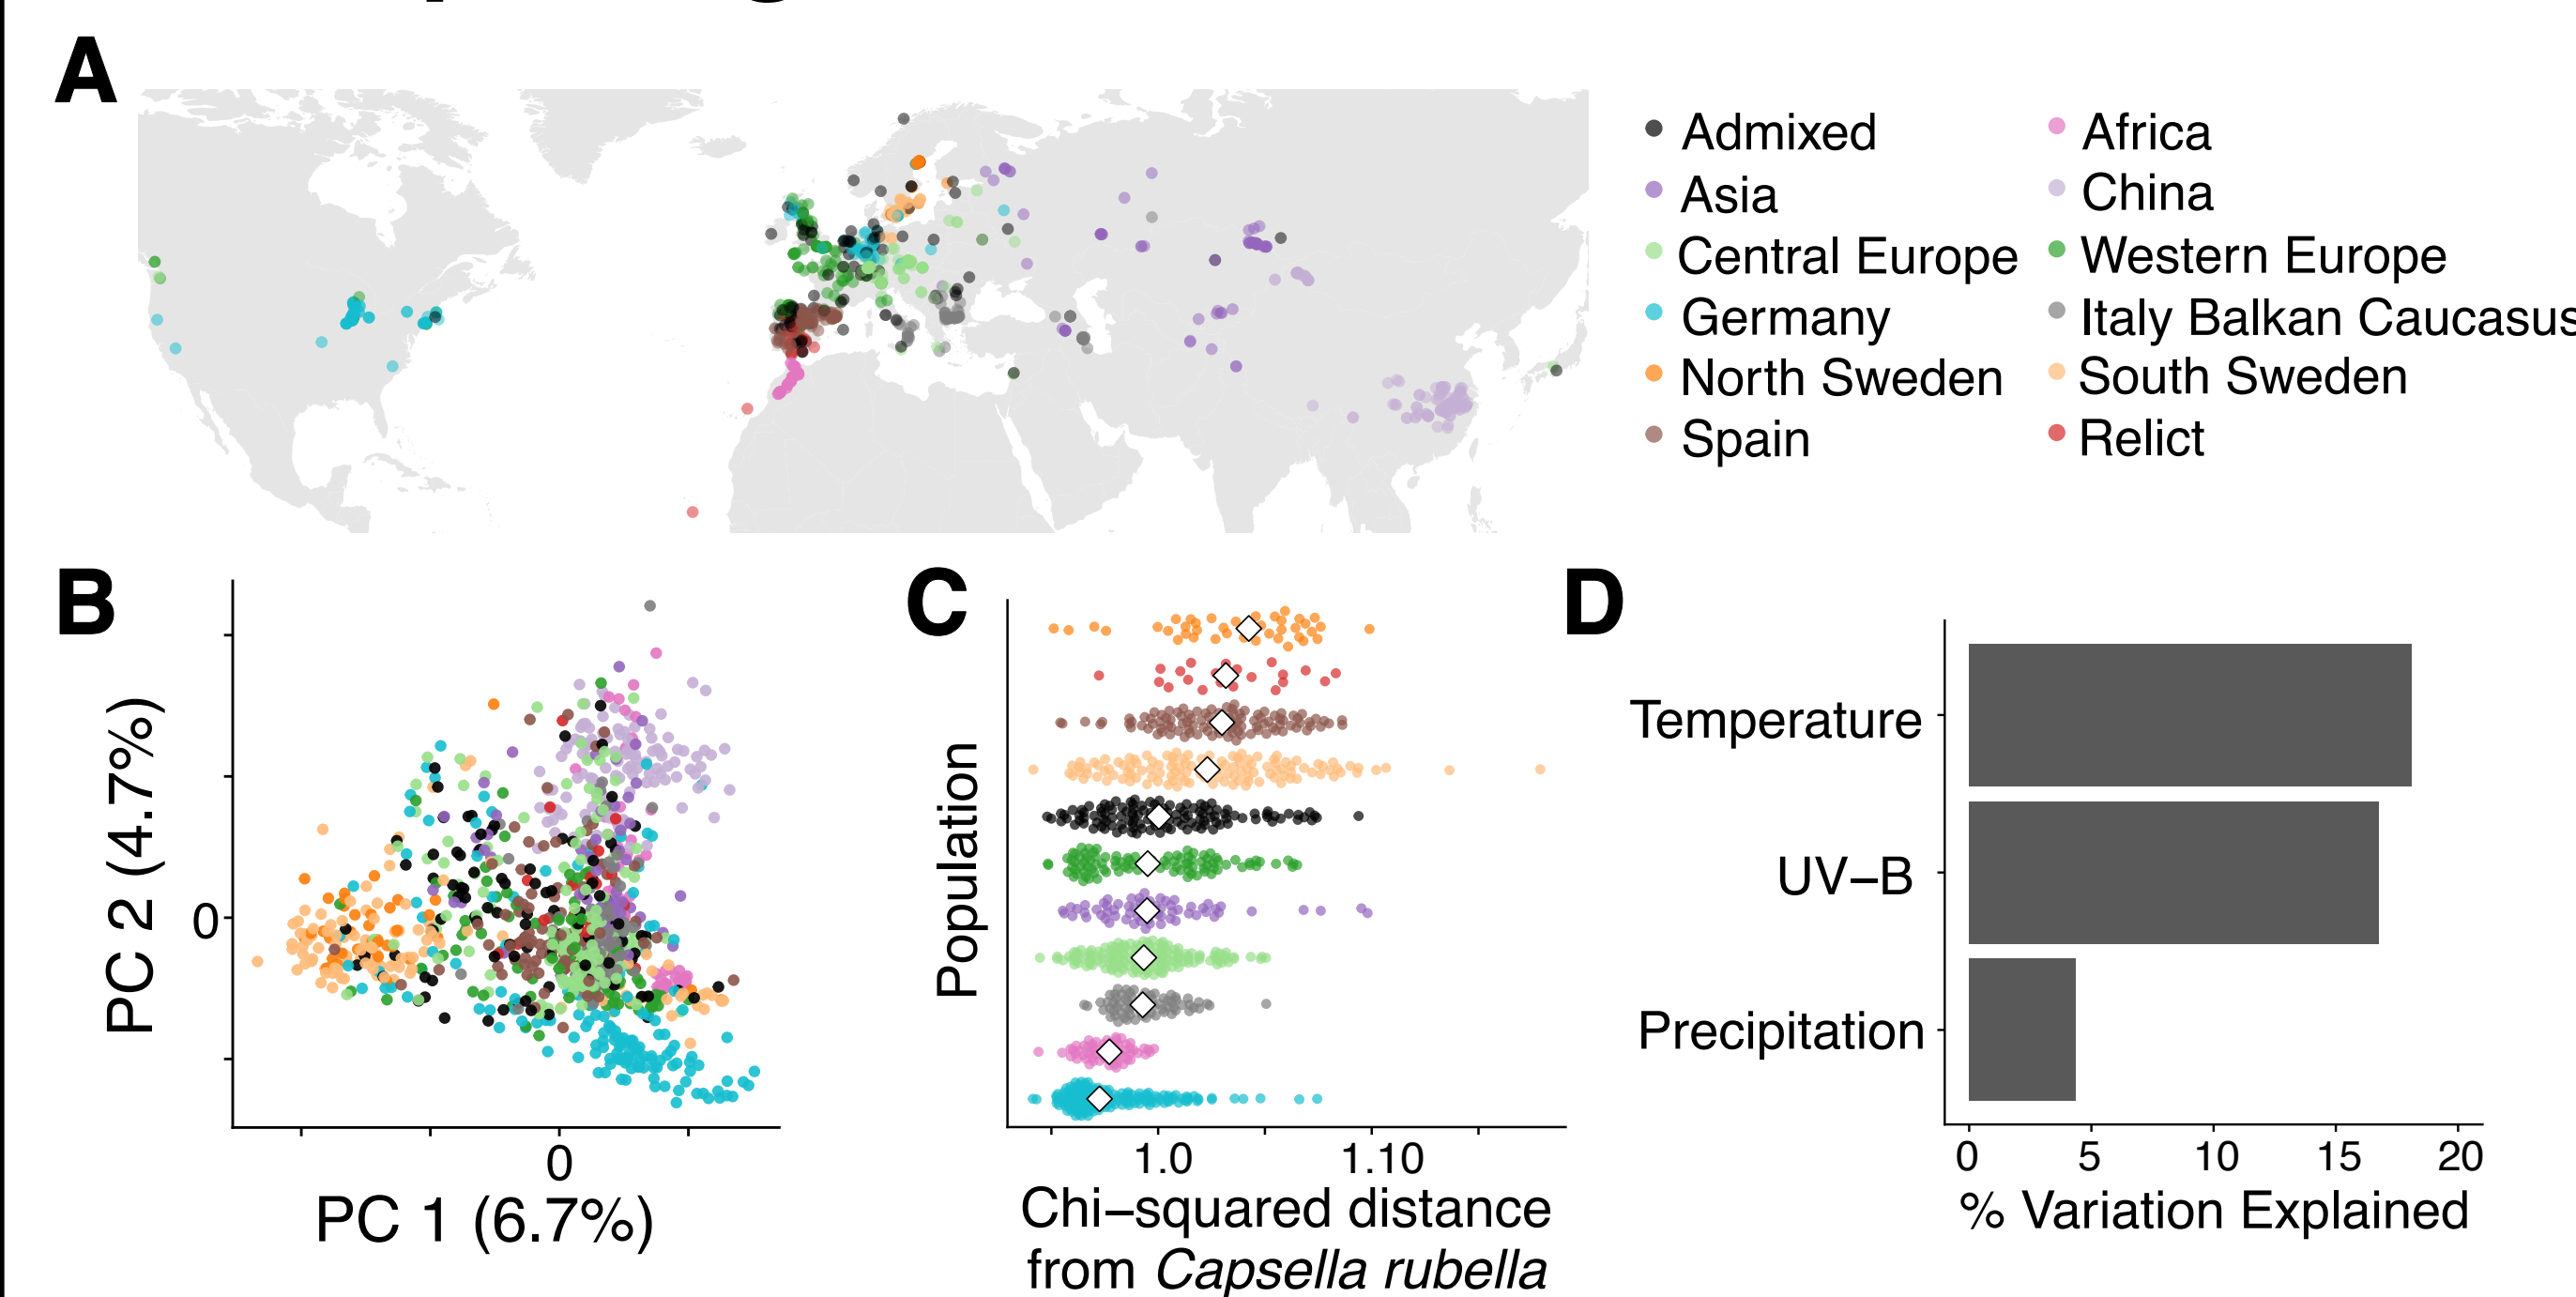 A
Admixed
Asia
Central Europe
Germany
North Sweden
Spain
Africa
China
Western Europe
Italy Balkan Caucasus
South Sweden
Relict
B
PC 2 (4.7%)
0
0
PC 1 (6.7%)
C
Population
1.0
1.10
Chi−squared distance
from Capsella rubella
D
Temperature
UV−B
Precipitation
0
5
10
15
20
% Variation Explained